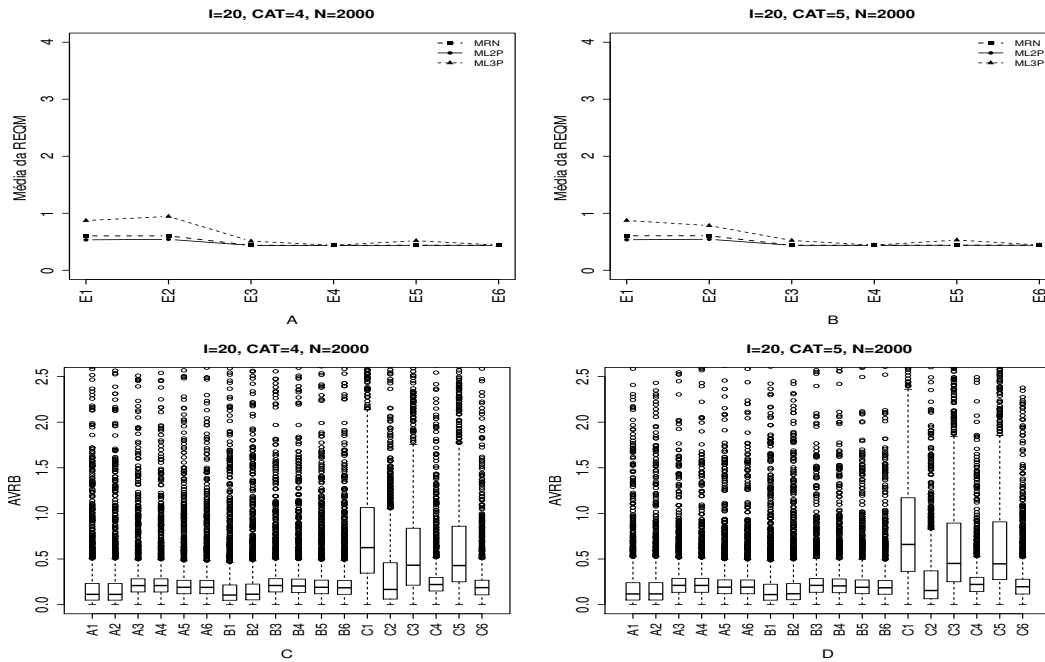 I=20, CAT=4, N=2000
Média da REQM
4
3
2
1
0
MRN
ML2P
ML3P
E1 E2 E3 E4 E5 E6
A
I=20, CAT=5, N=2000
Média da REQM
4
3
2
1
0
MRN
ML2P
ML3P
E1 E2 E3 E4 E5 E6
B
I=20, CAT=4, N=2000
AVRB
2.5
2.0
1.5
1.0
0.5
0.0
A1 A2 A3 A4 A5 A6 B1 B2 B3 B4 B5 B6 C1 C2 C3 C4 C5 C6
C
I=20, CAT=5, N=2000
AVRB
2.5
2.0
1.5
1.0
0.5
0.0
A1 A2 A3 A4 A5 A6 B1 B2 B3 B4 B5 B6 C1 C2 C3 C4 C5 C6
D